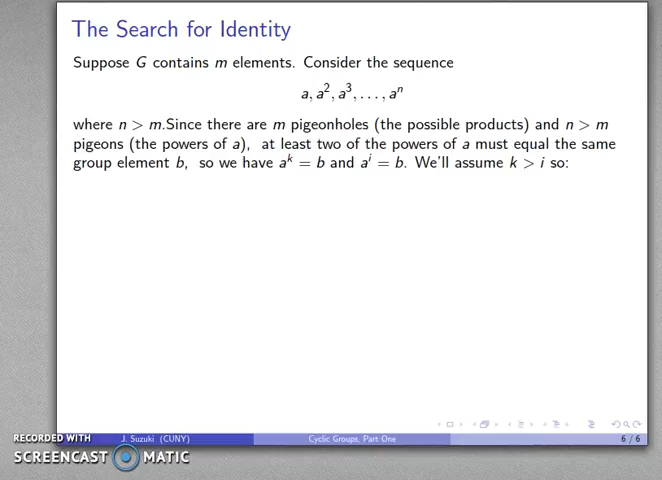 The Search for Identity
Suppose G contains m elements. Consider the sequence
a, a², a³, . . . , aⁿ
where n > m.Since there are m pigeonholes (the possible products) and n > m
pigeons (the powers of a), at least two of the powers of a must equal the same
group element b, so we have aᵏ = b and aⁱ = b. We'll assume k > i so:
RECORDED WITH
J. Suzuki (CUNY)
Cyclic Groups, Part One
6 / 6
SCREENCAST MATIC